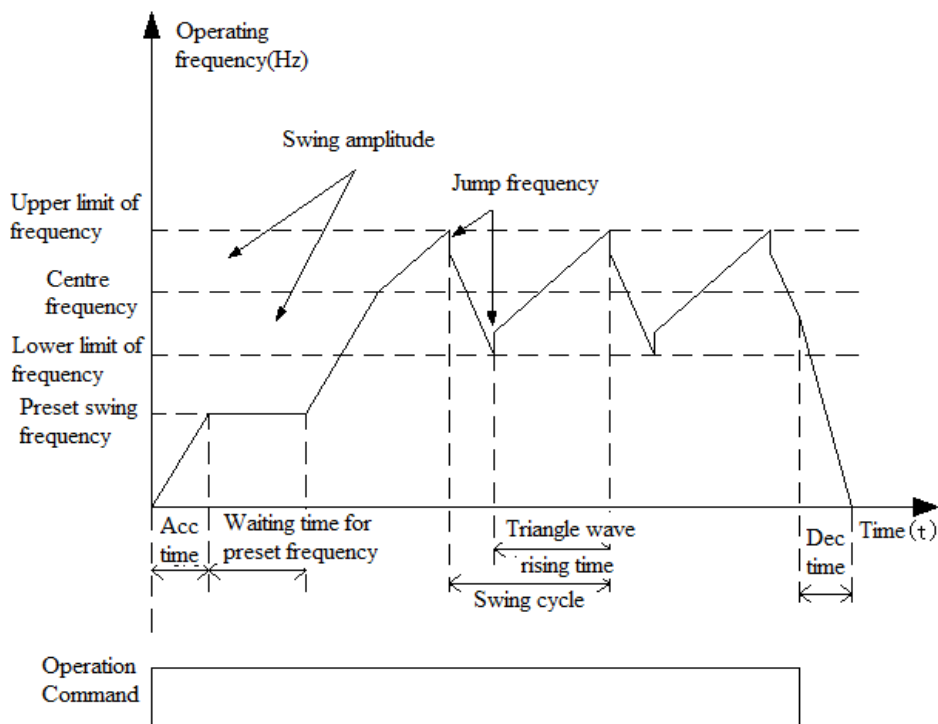 Operating
frequency(Hz)
Swing amplitude
Jump frequency
Upper limit of
frequency
Centre
frequency
Lower limit of
frequency
Preset swing
frequency
Acc
time
Waiting time for
preset frequency
Triangle wave
rising time
Swing cycle
Dec
time
Time(t)
Operation
Command